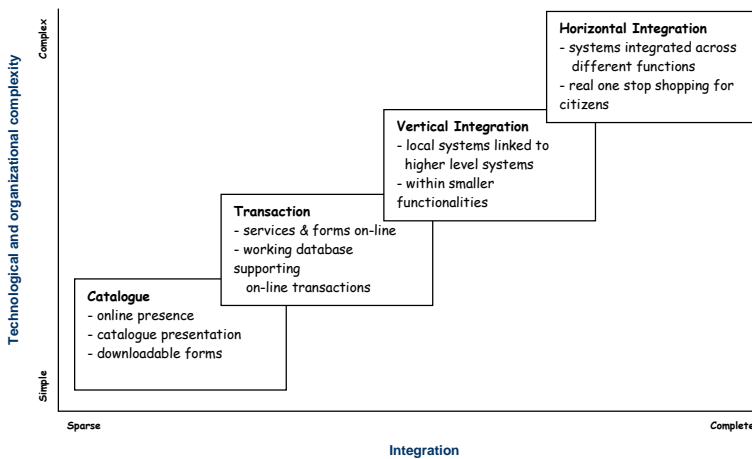 Technological and organizational complexity
Complex
Simple
Horizontal Integration
- systems integrated across
different functions
- real one stop shopping for
citizens
Vertical Integration
- local systems linked to
higher level systems
- within smaller
functionalities
Transaction
- services & forms on-line
- working database
supporting
on-line transactions
Catalogue
- online presence
- catalogue presentation
- downloadable forms
Sparse
Complete
Integration